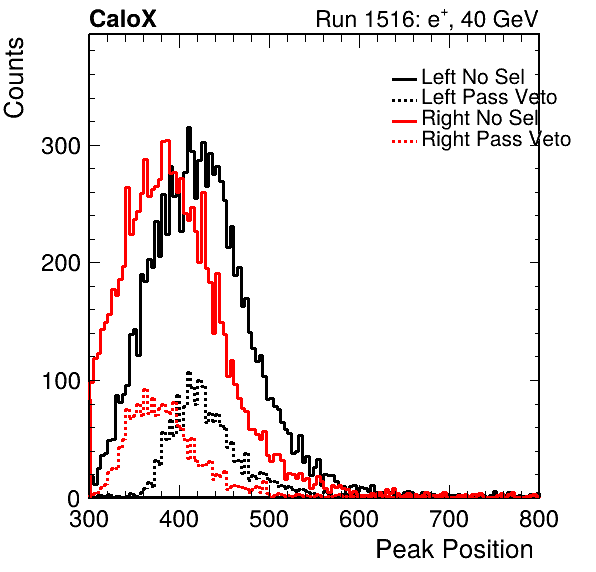 CaloX Run 1516: e+, 40 GeV
Counts
Left No Sel
Left Pass Veto
Right No Sel
Right Pass Veto
300
200
100
0
300 400 500 600 700 800
Peak Position